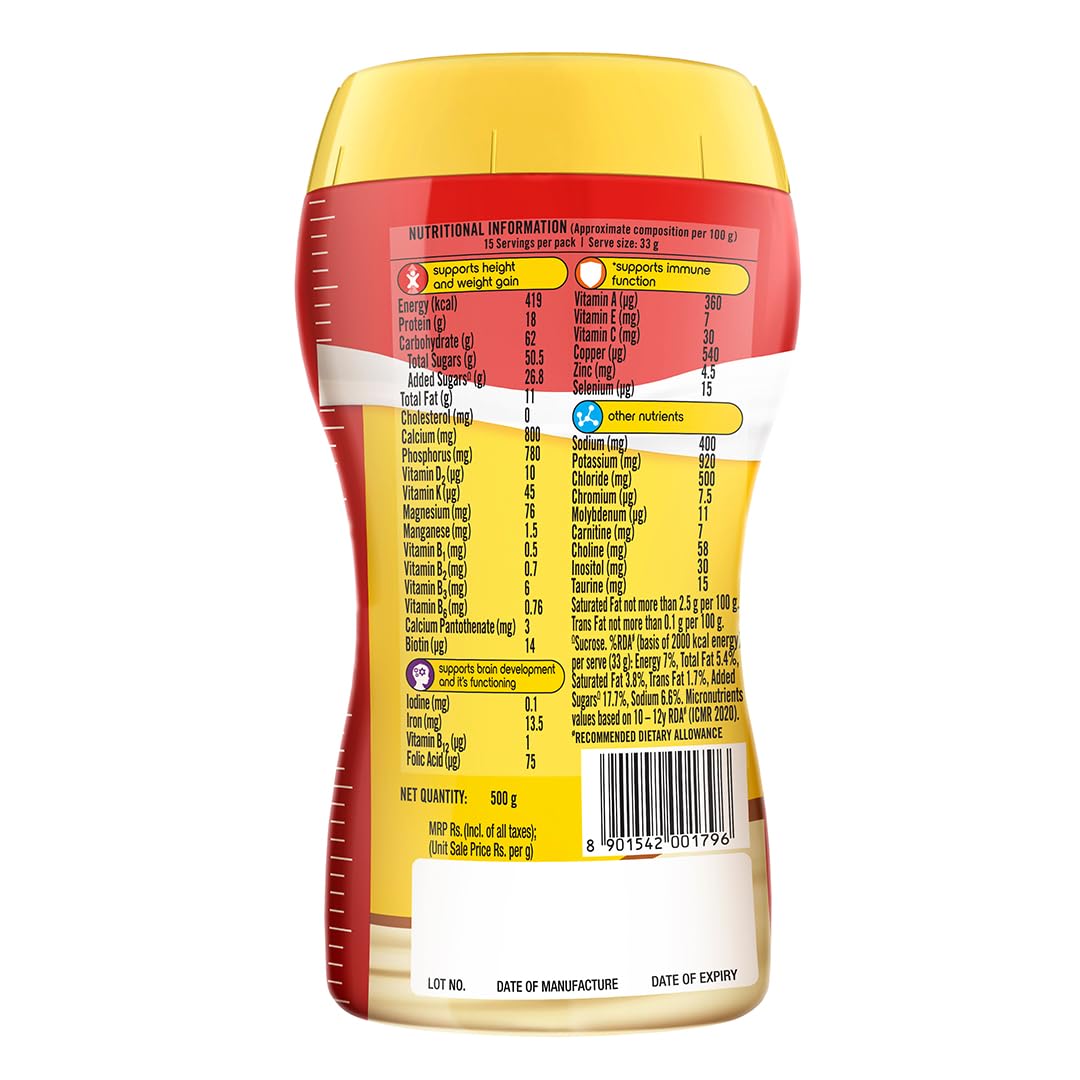 NUTRITIONAL INFORMATION (Approximate composition per 100 g)
15 Servings per pack | Serve size: 33 g
supports height
and weight gain
Energy (kcal) 419
Protein (g) 18
Carbohydrate (g) 62
Total Sugars (g) 50.5
Added Sugars◊ (g) 26.8
Total Fat (g) 11
Cholesterol (mg) 0
Calcium (mg) 800
Phosphorus (mg) 780
Vitamin D₂ (µg) 10
Vitamin K (µg) 45
Magnesium (mg) 76
Manganese (mg) 1.5
Vitamin B₁ (mg) 0.5
Vitamin B₂ (mg) 0.7
Vitamin B₃ (mg) 6
Vitamin B₆ (mg) 0.76
Calcium Pantothenate (mg) 3
Biotin (µg) 14
supports brain development
and it's functioning
Iodine (mg) 0.1
Iron (mg) 13.5
Vitamin B₁₂ (µg) 1
Folic Acid (µg) 75
*supports immune
function
Vitamin A (µg) 360
Vitamin E (mg) 7
Vitamin C (mg) 30
Copper (µg) 540
Zinc (mg) 4.5
Selenium (µg) 15
other nutrients
Sodium (mg) 400
Potassium (mg) 920
Chloride (mg) 500
Chromium (µg) 7.5
Molybdenum (µg) 11
Carnitine (mg) 7
Choline (mg) 58
Inositol (mg) 30
Taurine (mg) 15
Saturated Fat not more than 2.5 g per 100 g.
Trans Fat not more than 0.1 g per 100 g.
◊Sucrose. %RDA# (basis of 2000 kcal energy,
per serve (33 g): Energy 7%, Total Fat 5.4%,
Saturated Fat 3.8%, Trans Fat 1.7%, Added
Sugars◊ 17.7%, Sodium 6.6%. Micronutrients
values based on 10 – 12y RDA# (ICMR 2020).
#RECOMMENDED DIETARY ALLOWANCE
8 901542 001796
NET QUANTITY: 500 g
MRP Rs. (Incl. of all taxes);
(Unit Sale Price Rs. per g)
LOT NO. DATE OF MANUFACTURE DATE OF EXPIRY